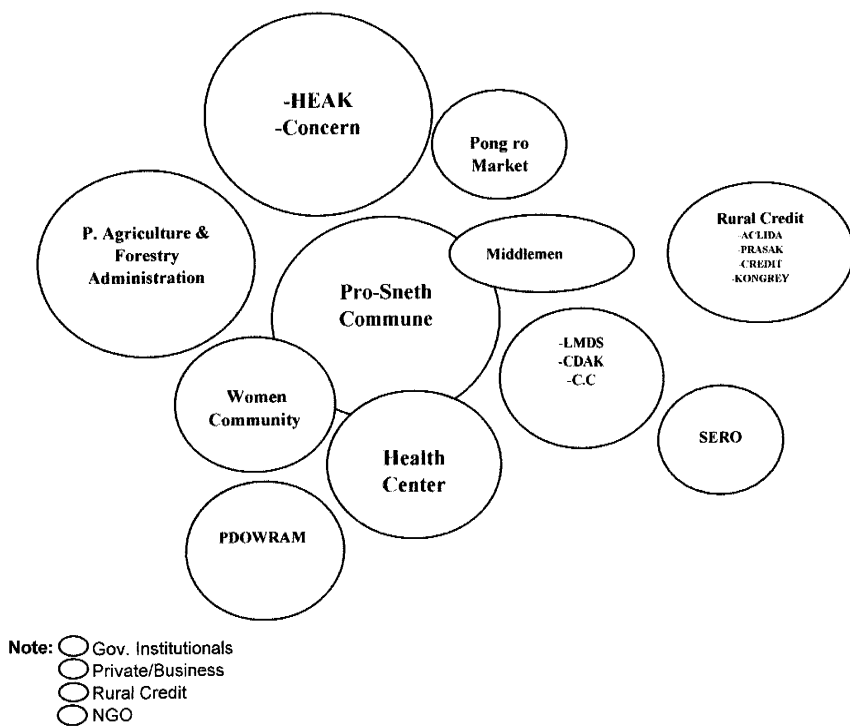 -HEAK
-Concern
Pong ro
Market
P. Agriculture &
Forestry
Administration
Middlemen
Rural Credit
-ACLIDA
-PRASAK
-CREDIT
-KONGREY
Pro-Sneth
Commune
-LMDS
-CDAK
-C.C
Women
Community
SERO
Health
Center
PDOWRAM
Note: Gov. Institutionals
Private/Business
Rural Credit
NGO